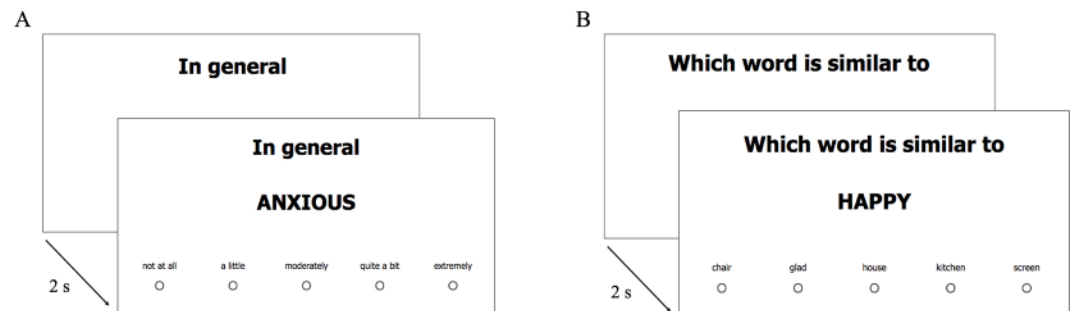 A
In general
In general
ANXIOUS
not at all a little moderately quite a bit extremely
2 s
B
Which word is similar to
Which word is similar to
HAPPY
chair glad house kitchen screen
2 s